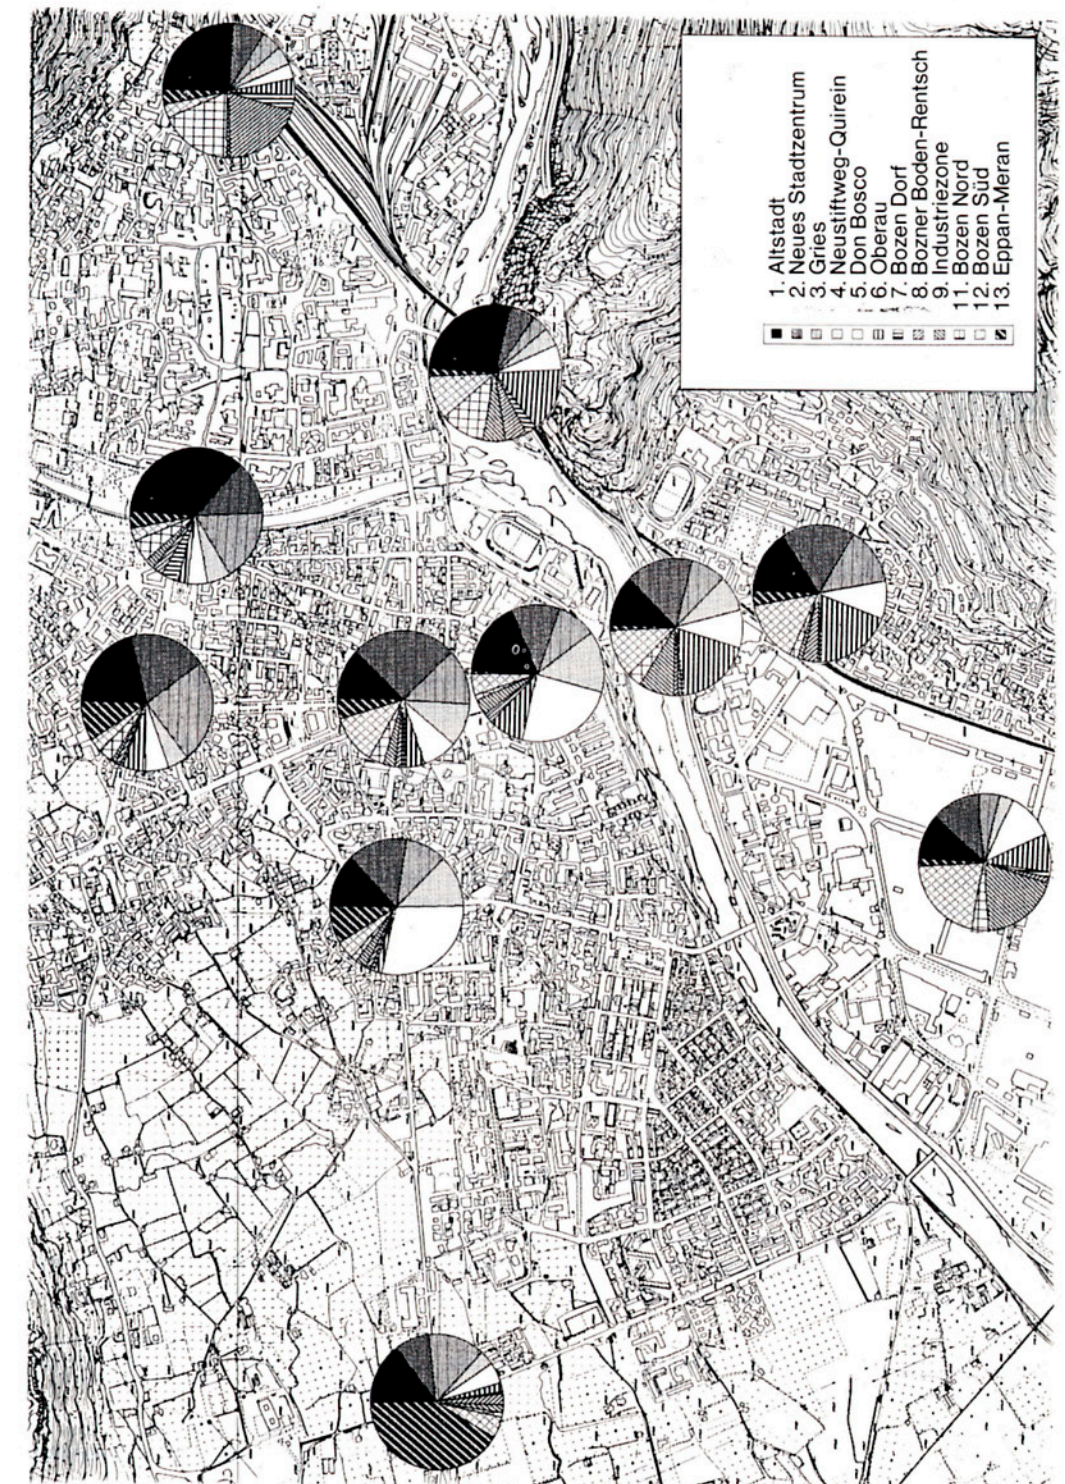 1. Altstadt
2. Neues Stadtzentrum
3. Gries
4. Neustiftweg-Quirein
5. Don Bosco
6. Oberau
7. Bozen Dorf
8. Bozner Boden-Rentsch
9. Industriezone
11. Bozen Nord
12. Bozen Süd
13. Eppan-Meran